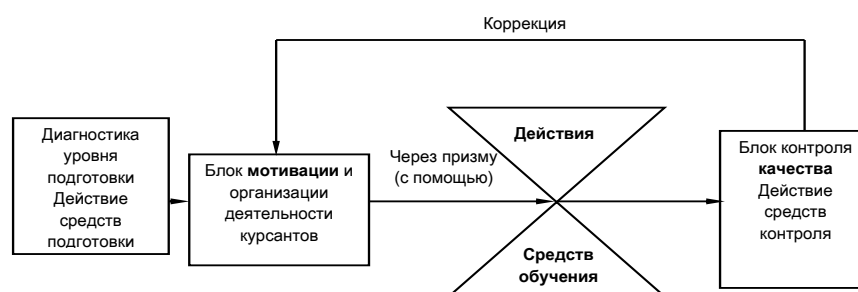 Коррекция
Диагностика
уровня
подготовки
Действие
средств
подготовки
Блок мотивации и
организации
деятельности
курсантов
Через призму
(с помощью)
Действия
Средств
обучения
Блок контроля
качества
Действие
средств
контроля